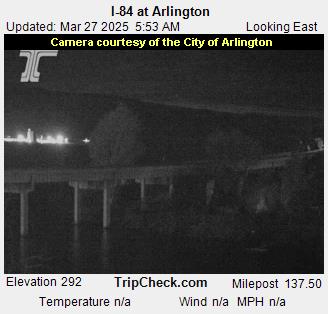 I-84 at Arlington
Updated: Mar 27 2025 5:53 AM Looking East
Camera courtesy of the City of Arlington
Elevation 292 TripCheck.com Milepost 137.50
Temperature n/a Wind n/a MPH n/a